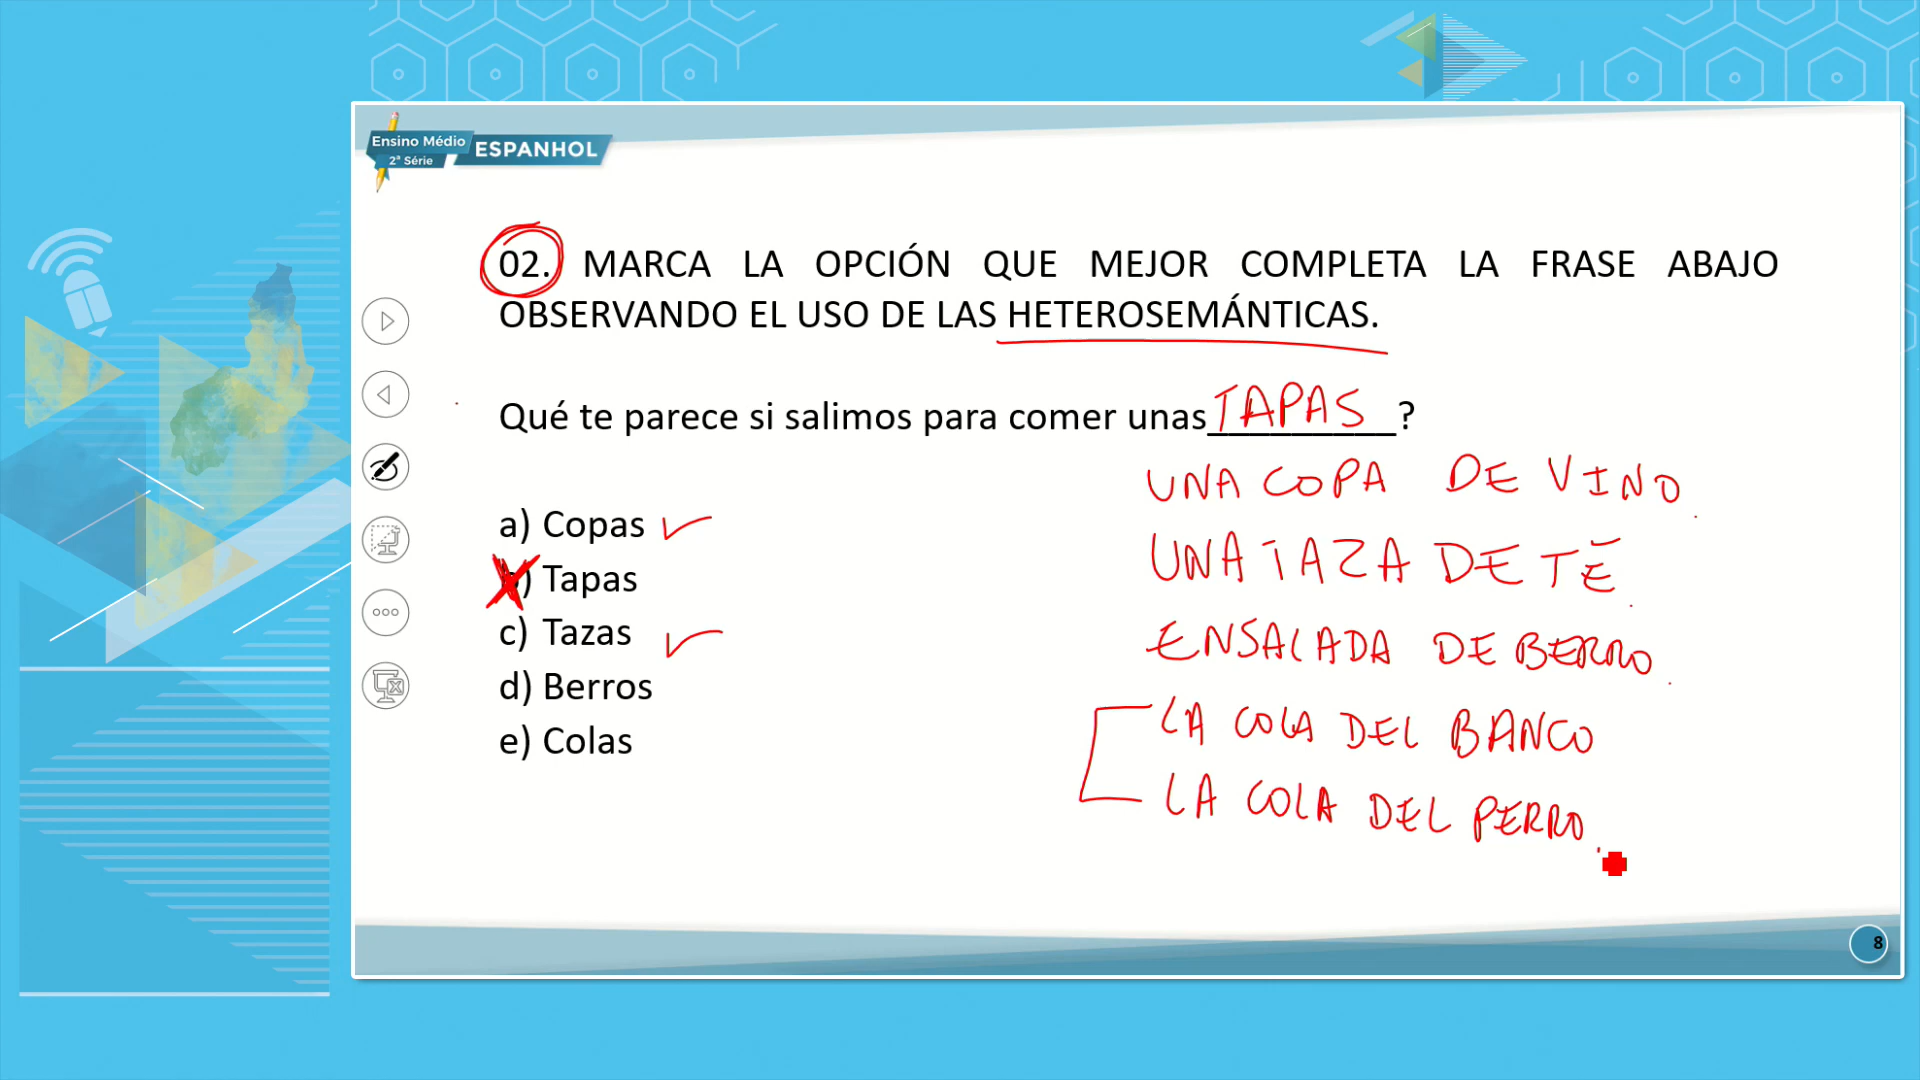 Ensino Médio
2ª Série
ESPANHOL
02. MARCA LA OPCIÓN QUE MEJOR COMPLETA LA FRASE ABAJO
OBSERVANDO EL USO DE LAS HETEROSEMÁNTICAS.
Qué te parece si salimos para comer unas TAPAS ?
UNA COPA DE VINO
a) Copas
UNA TAZA DE TÉ
b) Tapas
c) Tazas
ENSALADA DE BERRO
d) Berros
LA COLA DEL BANCO
e) Colas
LA COLA DEL PERRO
8